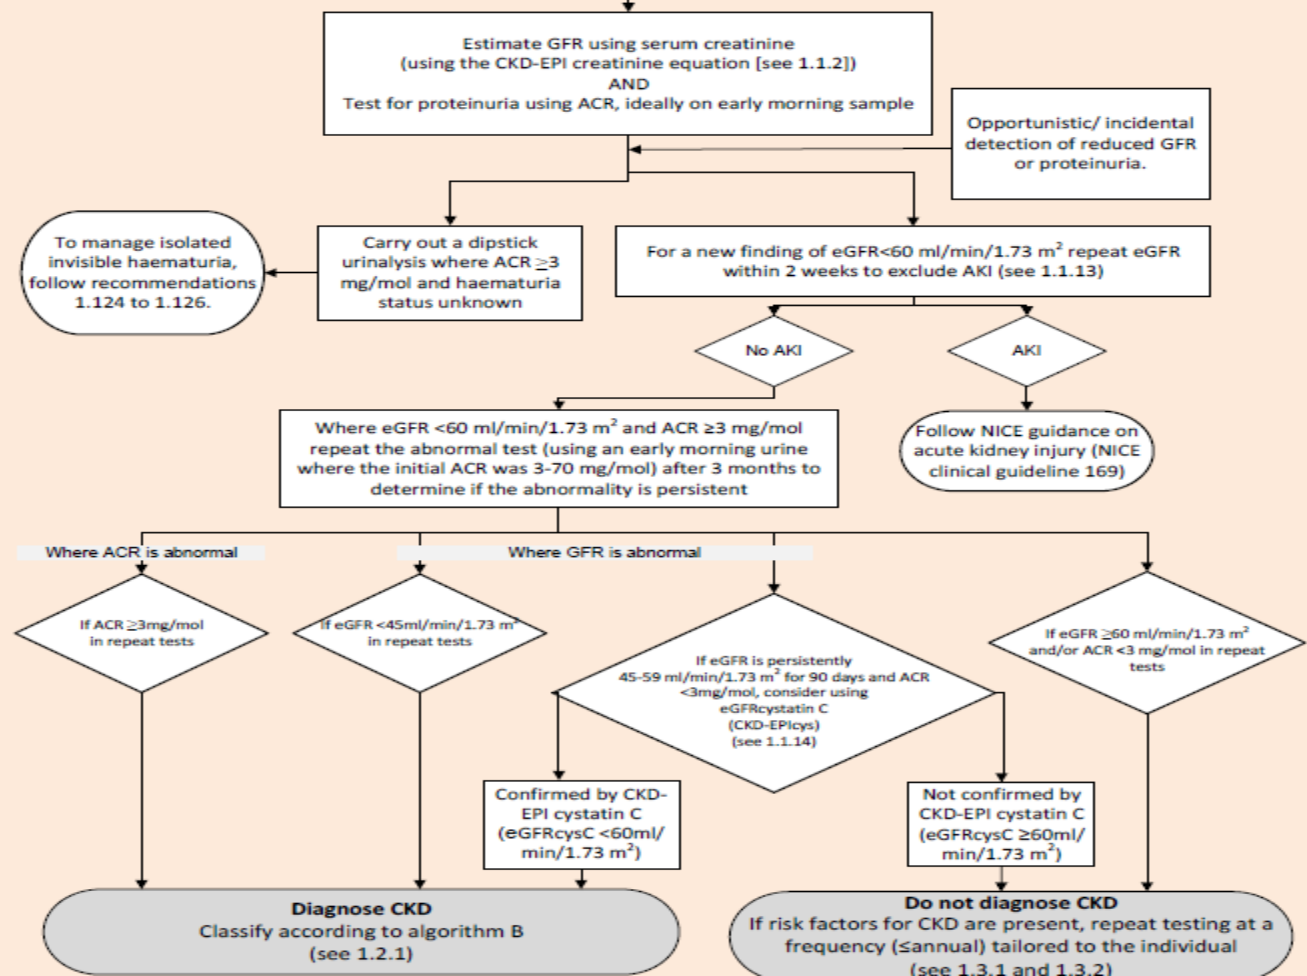 Estimate GFR using serum creatinine
(using the CKD-EPI creatinine equation [see 1.1.2])
AND
Test for proteinuria using ACR, ideally on early morning sample
Opportunistic/ incidental
detection of reduced GFR
or proteinuria.
To manage isolated
invisible haematuria,
follow recommendations
1.124 to 1.126.
Carry out a dipstick
urinalysis where ACR ≥3
mg/mol and haematuria
status unknown
For a new finding of eGFR<60 ml/min/1.73 m² repeat eGFR
within 2 weeks to exclude AKI (see 1.1.13)
No AKI
AKI
Where eGFR <60 ml/min/1.73 m² and ACR ≥3 mg/mol
repeat the abnormal test (using an early morning urine
where the initial ACR was 3-70 mg/mol) after 3 months to
determine if the abnormality is persistent
Follow NICE guidance on
acute kidney injury (NICE
clinical guideline 169)
Where ACR is abnormal
Where GFR is abnormal
If ACR ≥3mg/mol
in repeat tests
If eGFR <45ml/min/1.73 m²
in repeat tests
If eGFR is persistently
45-59 ml/min/1.73 m² for 90 days and ACR
<3mg/mol, consider using
eGFRcystatin C
(CKD-EPIcys)
(see 1.1.14)
If eGFR ≥60 ml/min/1.73 m²
and/or ACR <3 mg/mol in repeat
tests
Confirmed by CKD-
EPI cystatin C
(eGFRcysC <60ml/
min/1.73 m²)
Not confirmed by
CKD-EPI cystatin C
(eGFRcysC ≥60ml/
min/1.73 m²)
Diagnose CKD
Classify according to algorithm B
(see 1.2.1)
Do not diagnose CKD
If risk factors for CKD are present, repeat testing at a
frequency (≤annual) tailored to the individual
(see 1.3.1 and 1.3.2)